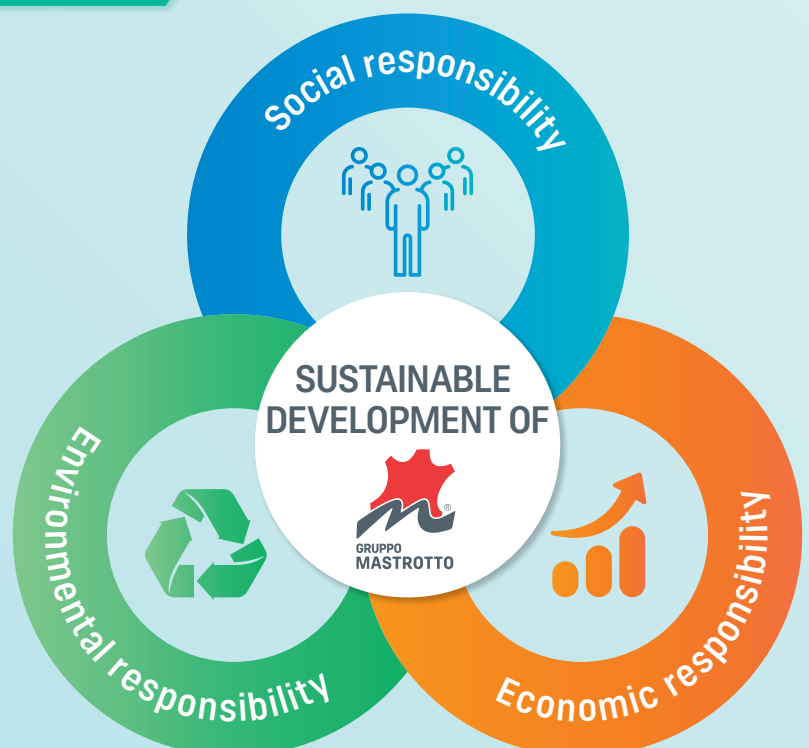 Social responsibility
SUSTAINABLE
DEVELOPMENT OF
®
GRUPPO
MASTROTTO
Environmental responsibility
Economic responsibility